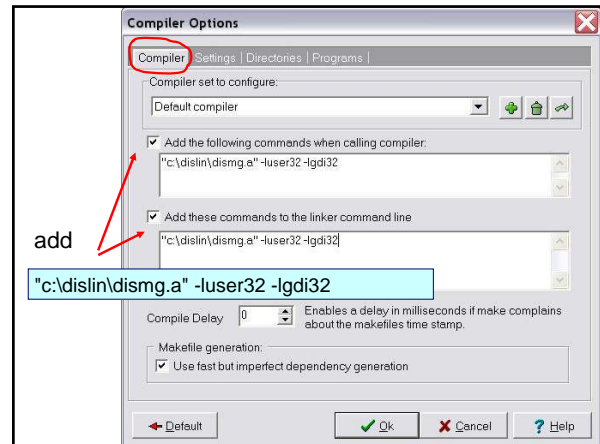 Compiler Options
Compiler Settings | Directories | Programs |
Compiler set to configure:
Default compiler
Add the following commands when calling compiler:
"c:\dislin\dismg.a" -luser32 -lgdi32
Add these commands to the linker command line
"c:\dislin\dismg.a" -luser32 -lgdi32
add
"c:\dislin\dismg.a" -luser32 -lgdi32
Compile Delay 0 Enables a delay in milliseconds if make complains
about the makefiles time stamp.
Makefile generation:
Use fast but imperfect dependency generation
Default Ok Cancel Help